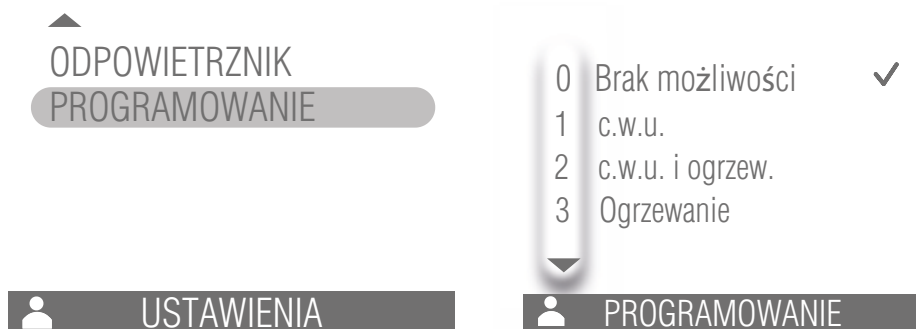 ODPOWIETRZNIK
PROGRAMOWANIE
USTAWIENIA
0 Brak możliwości
1 c.w.u.
2 c.w.u. i ogrzew.
3 Ogrzewanie
PROGRAMOWANIE